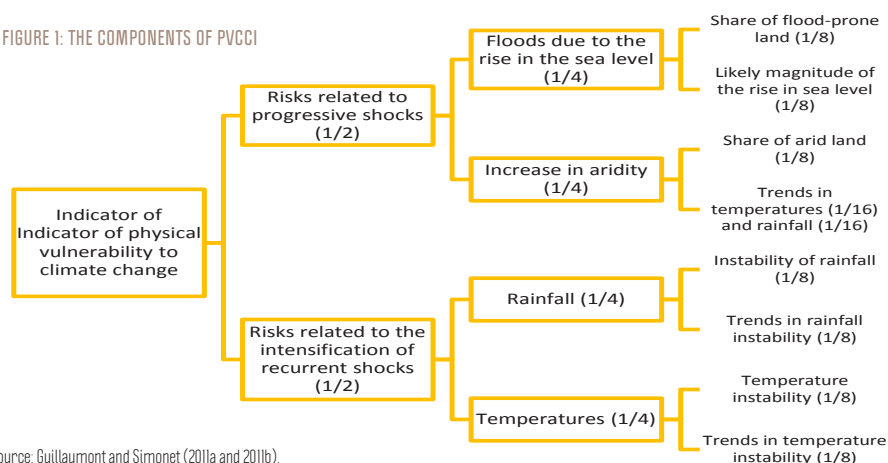 FIGURE 1: THE COMPONENTS OF PVCCI
Indicator of
Indicator of physical
vulnerability to
climate change
Risks related to
progressive shocks
(1/2)
Floods due to the
rise in the sea level
(1/4)
Share of flood-prone
land (1/8)
Likely magnitude of
the rise in sea level
(1/8)
Increase in aridity
(1/4)
Share of arid land
(1/8)
Trends in
temperatures (1/16)
and rainfall (1/16)
Risks related to the
intensification of
recurrent shocks
(1/2)
Rainfall (1/4)
Instability of rainfall
(1/8)
Trends in rainfall
instability (1/8)
Temperatures (1/4)
Temperature
instability (1/8)
Trends in temperature
instability (1/8)
ource: Guillaumont and Simonet (2011a and 2011b).